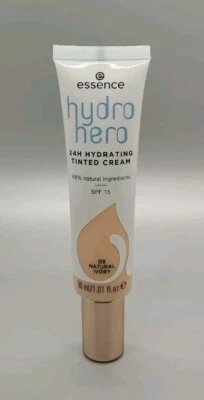 essence
hydro
hero
24H HYDRATING
TINTED CREAM
98% natural ingredients
SPF 15
05
NATURAL
IVORY
30 ml/1.01 fl.oz.℮